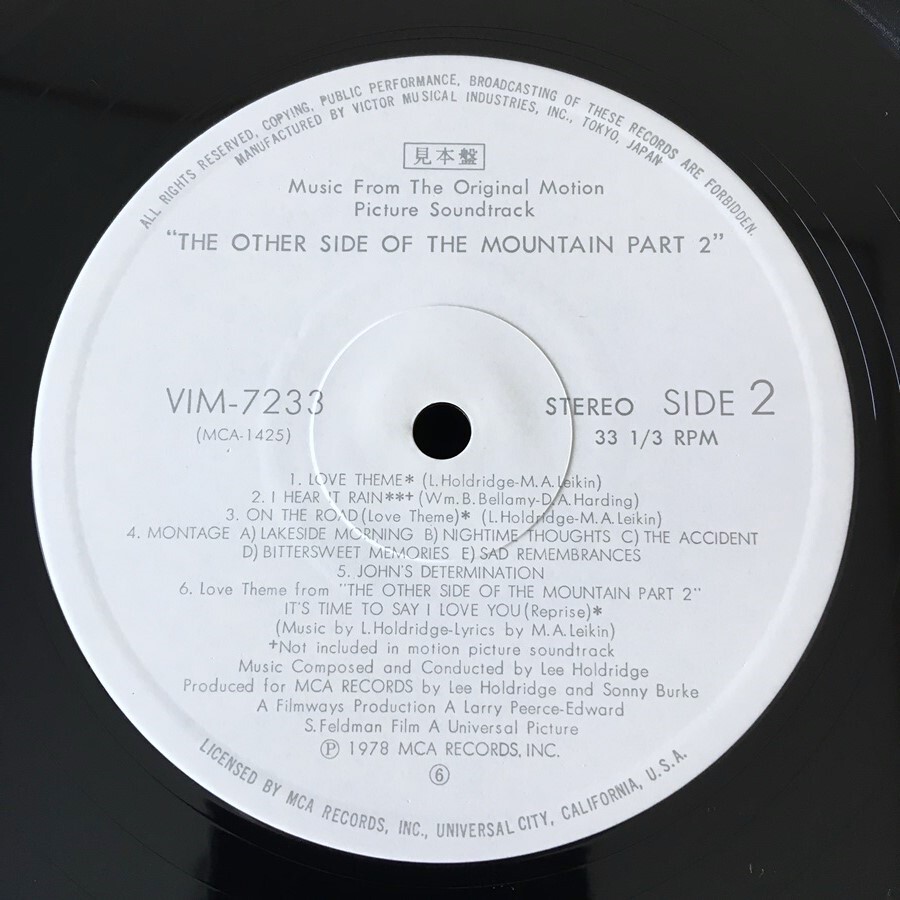 ALL RIGHTS RESERVED, COPYING, PUBLIC PERFORMANCE, BROADCASTING OF THESE RECORDS ARE FORBIDDEN.
MANUFACTURED BY VICTOR MUSICAL INDUSTRIES, INC., TOKYO, JAPAN
見本盤
Music From The Original Motion
Picture Soundtrack
"THE OTHER SIDE OF THE MOUNTAIN PART 2"
VIM-7233
(MCA-1425)
STEREO SIDE 2
33 1/3 RPM
1. LOVE THEME* (L.Holdridge-M.A.Leikin)
2. I HEAR IT RAIN**+ (Wm.B.Bellamy-D.A.Harding)
3. ON THE ROAD (Love Theme)* (L.Holdridge-M.A.Leikin)
4. MONTAGE A) LAKESIDE MORNING B) NIGHTIME THOUGHTS C) THE ACCIDENT
D) BITTERSWEET MEMORIES E) SAD REMEMBRANCES
5. JOHN'S DETERMINATION
6. Love Theme from "THE OTHER SIDE OF THE MOUNTAIN PART 2"
IT'S TIME TO SAY I LOVE YOU (Reprise)*
(Music by L.Holdridge-Lyrics by M.A.Leikin)
+Not included in motion picture soundtrack
Music Composed and Conducted by Lee Holdridge
Produced for MCA RECORDS by Lee Holdridge and Sonny Burke
A Filmways Production A Larry Peerce-Edward
S.Feldman Film A Universal Picture
Ⓟ 1978 MCA RECORDS, INC.
⑥
LICENSED BY MCA RECORDS, INC., UNIVERSAL CITY, CALIFORNIA, U.S.A.